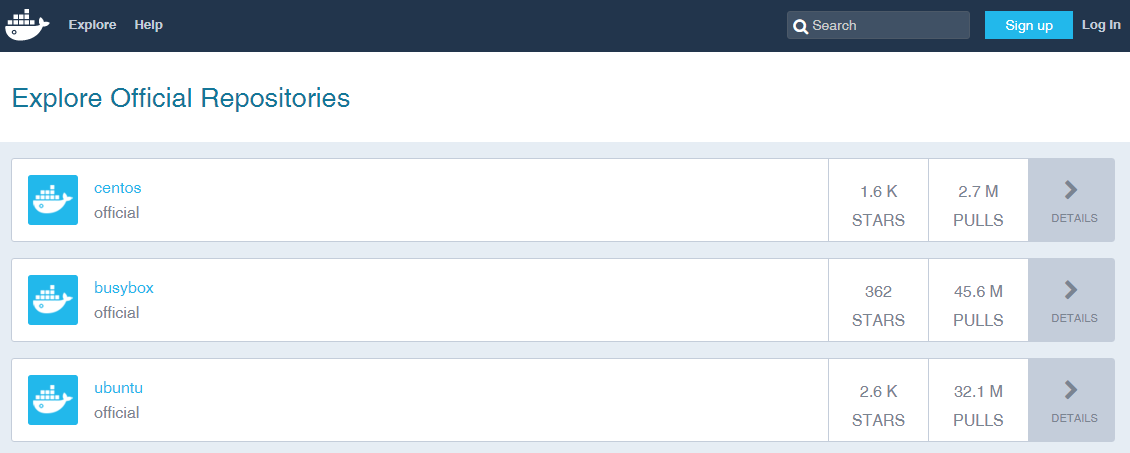 Explore Help Search Sign up Log In
Explore Official Repositories
centos
official
1.6 K
STARS
2.7 M
PULLS
DETAILS
busybox
official
362
STARS
45.6 M
PULLS
DETAILS
ubuntu
official
2.6 K
STARS
32.1 M
PULLS
DETAILS